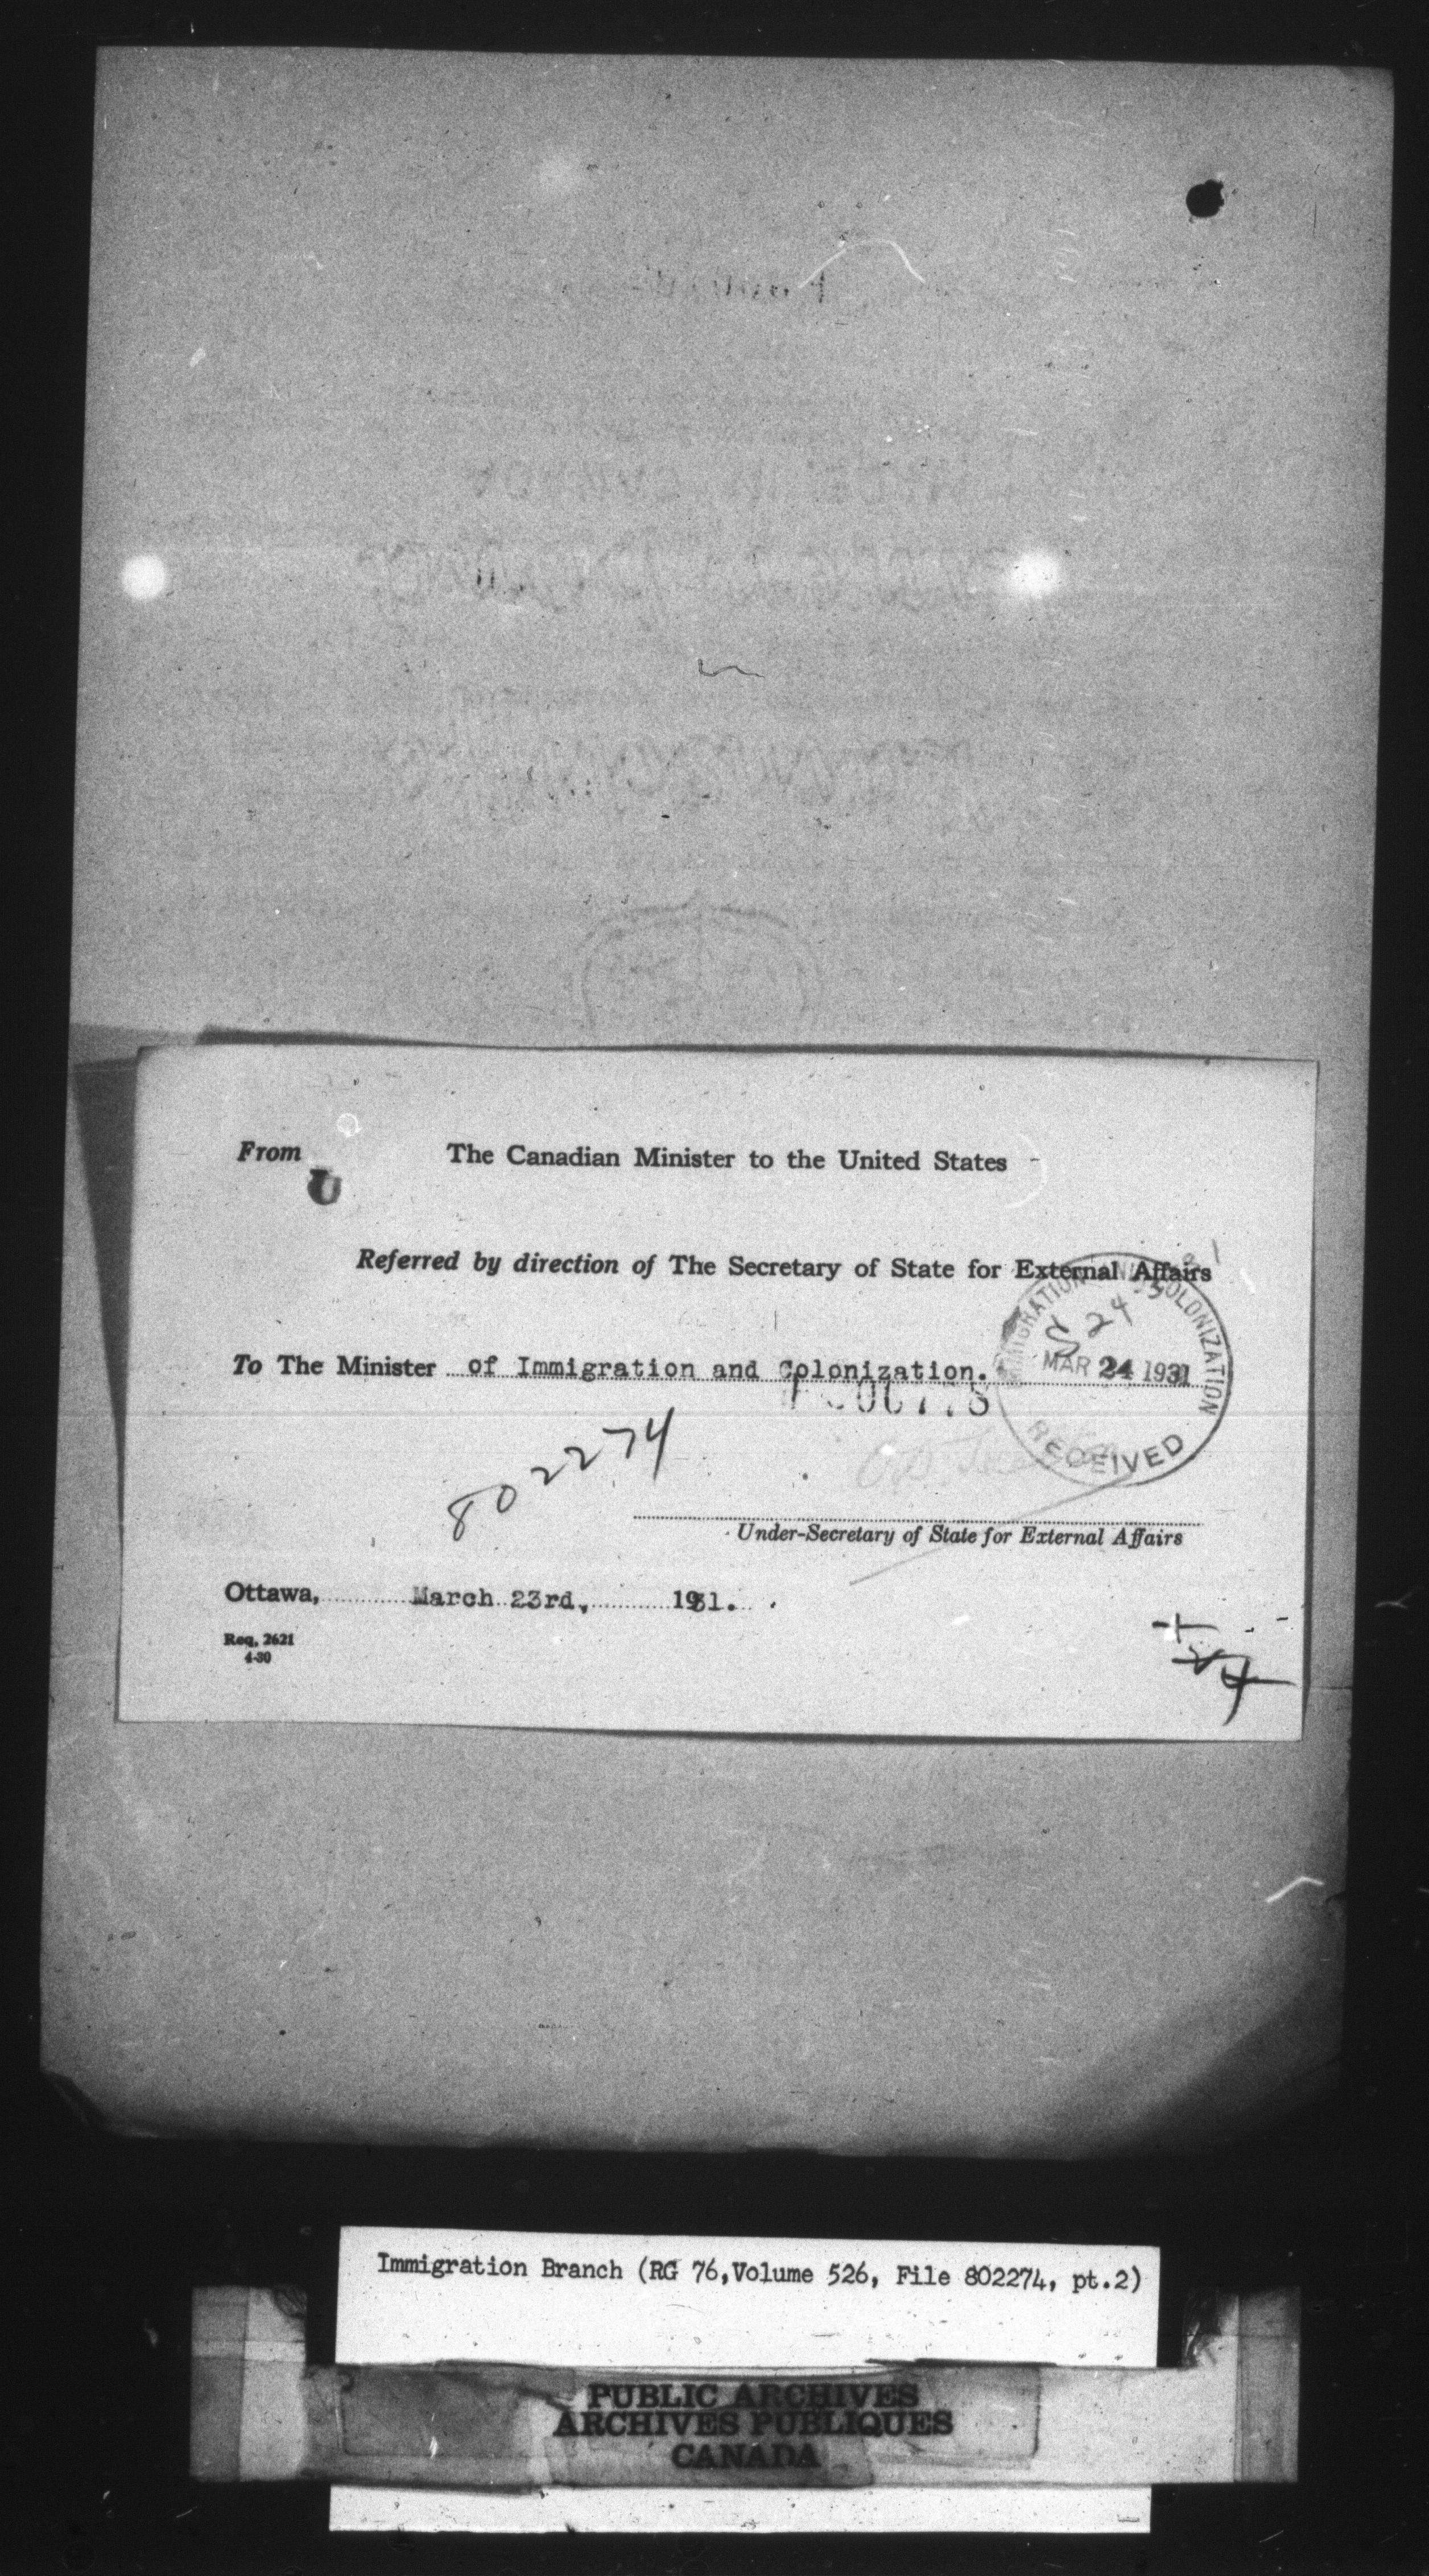 From The Canadian Minister to the United States
U
Referred by direction of The Secretary of State for External Affairs
IMMIGRATION AND COLONIZATION
MAR 24 1931
RECEIVED
To The Minister of Immigration and Colonization.
802274
Under-Secretary of State for External Affairs
Ottawa, March 23rd, 1931.
Req. 2621
4-30
Immigration Branch (RG 76, Volume 526, File 802274, pt.2)
PUBLIC ARCHIVES
ARCHIVES PUBLIQUES
CANADA